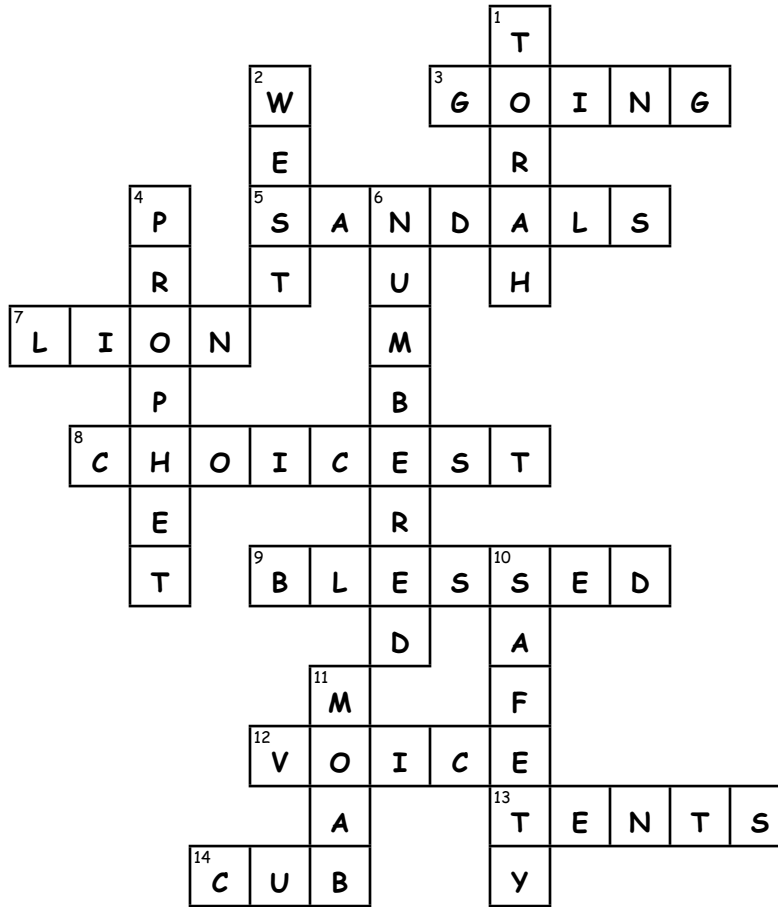 1 T
2 W 3 G O I N G
E R
4 P 5 S A 6 N D A L S
R T U H
7 L I O N M
P B
8 C H O I C E S T
E R
T 9 B L E S 10 S E D
D A
11 M F
12 V O I C E
A 13 T E N T S
14 C U B Y